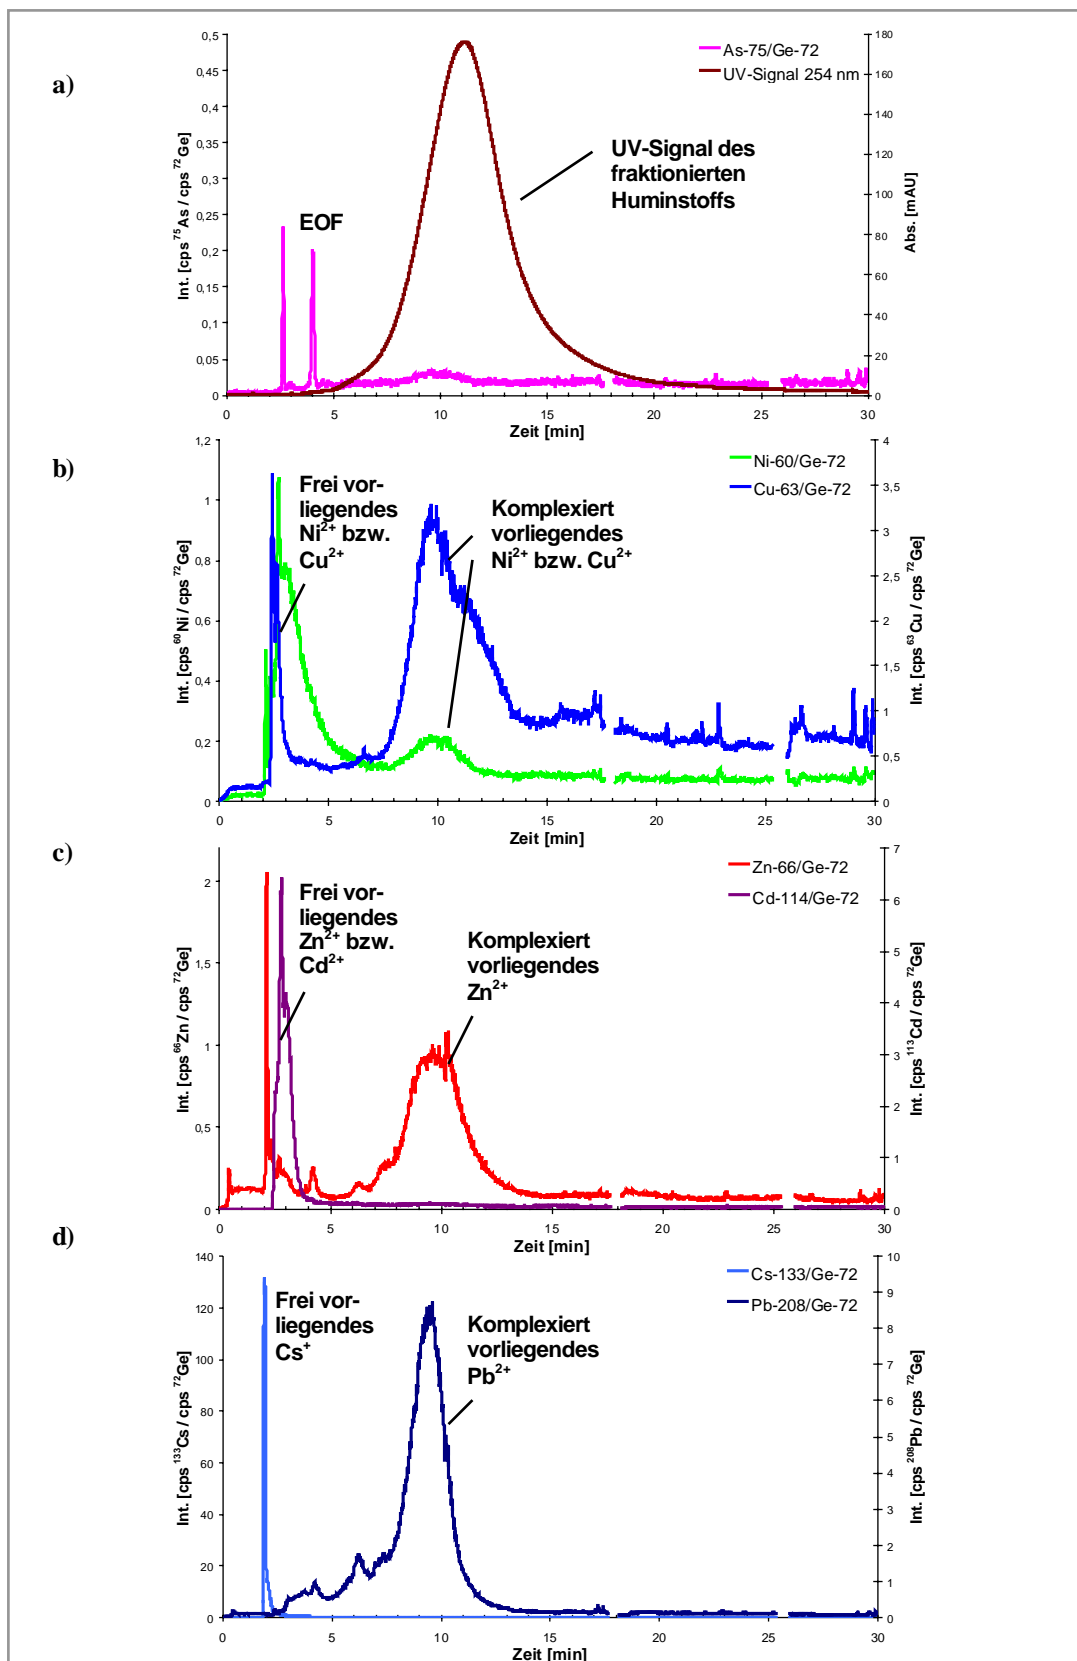 a)
0,5
0,45
0,4
0,35
0,3
0,25
0,2
0,15
0,1
0,05
0
Int. [cps ⁷⁵As / cps ⁷²Ge]
As-75/Ge-72
UV-Signal 254 nm
EOF
UV-Signal des
fraktionierten
Huminstoffs
180
160
140
120
100
80
60
40
20
0
Abs. [mAU]
0 5 10 15 20 25 30
Zeit [min]
b)
1,2
1
0,8
0,6
0,4
0,2
0
Int. [cps ⁶⁰Ni / cps ⁷²Ge]
Ni-60/Ge-72
Cu-63/Ge-72
Frei vor-
liegendes
Ni²⁺ bzw.
Cu²⁺
Komplexiert
vorliegendes
Ni²⁺ bzw. Cu²⁺
4
3,5
3
2,5
2
1,5
1
0,5
0
Int. [cps ⁶³Cu / cps ⁷²Ge]
0 5 10 15 20 25 30
Zeit [min]
c)
2
1,5
1
0,5
0
Int. [cps ⁶⁶Zn / cps ⁷²Ge]
Zn-66/Ge-72
Cd-114/Ge-72
Frei vor-
liegendes
Zn²⁺ bzw.
Cd²⁺
Komplexiert
vorliegendes
Zn²⁺
7
6
5
4
3
2
1
0
Int. [cps ¹¹³Cd / cps ⁷²Ge]
0 5 10 15 20 25 30
Zeit [min]
d)
140
120
100
80
60
40
20
0
Int. [cps ¹³³Cs / cps ⁷²Ge]
Cs-133/Ge-72
Pb-208/Ge-72
Frei vor-
liegendes
Cs⁺
Komplexiert
vorliegendes
Pb²⁺
10
9
8
7
6
5
4
3
2
1
0
Int. [cps ²⁰⁸Pb / cps ⁷²Ge]
0 5 10 15 20 25 30
Zeit [min]